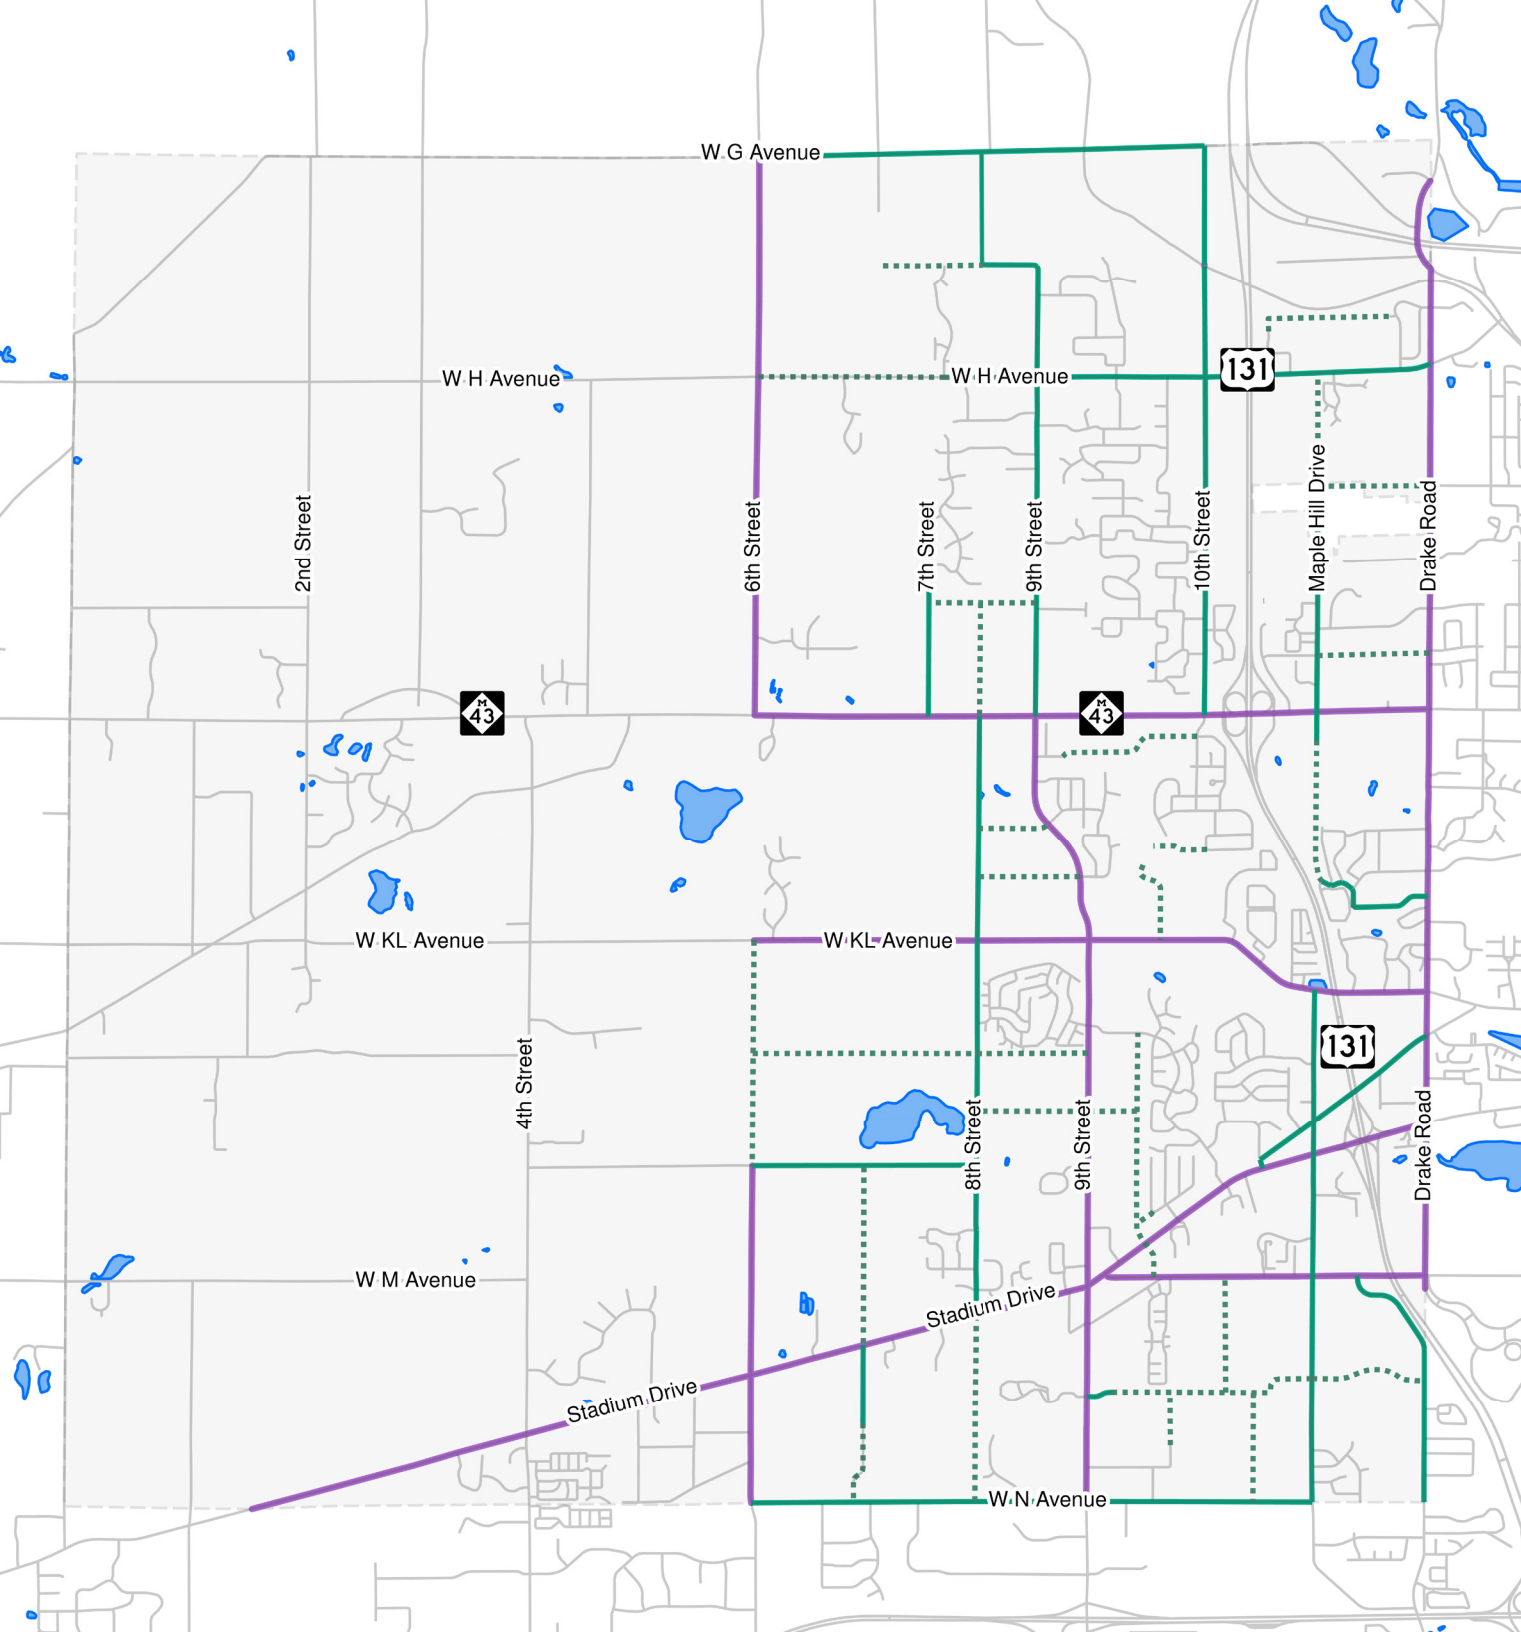 W G Avenue
131
W H Avenue
W H Avenue
2nd Street
6th Street
7th Street
9th Street
10th Street
Maple Hill Drive
Drake Road
M
43
M
43
W KL Avenue
W KL Avenue
131
4th Street
8th Street
9th Street
Drake Road
W M Avenue
Stadium Drive
Stadium Drive
W N Avenue